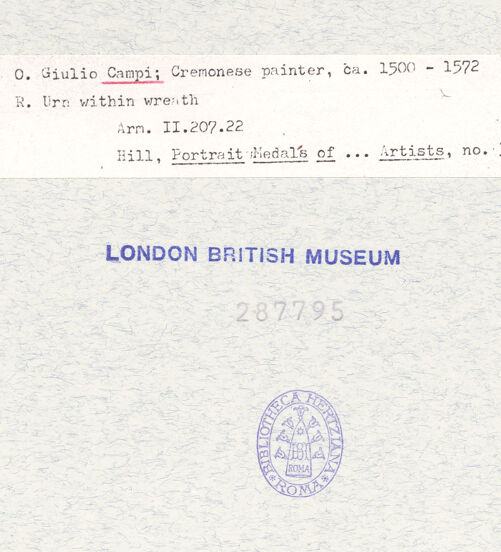 O. Giulio Campi; Cremonese painter, ca. 1500 - 1572
R. Urn within wreath
Arm. II.207.22
Hill, Portrait Medals of ... Artists, no.
LONDON BRITISH MUSEUM
287795
BIBLIOTHECA HERTZIANA
ROMA
*ROMA*